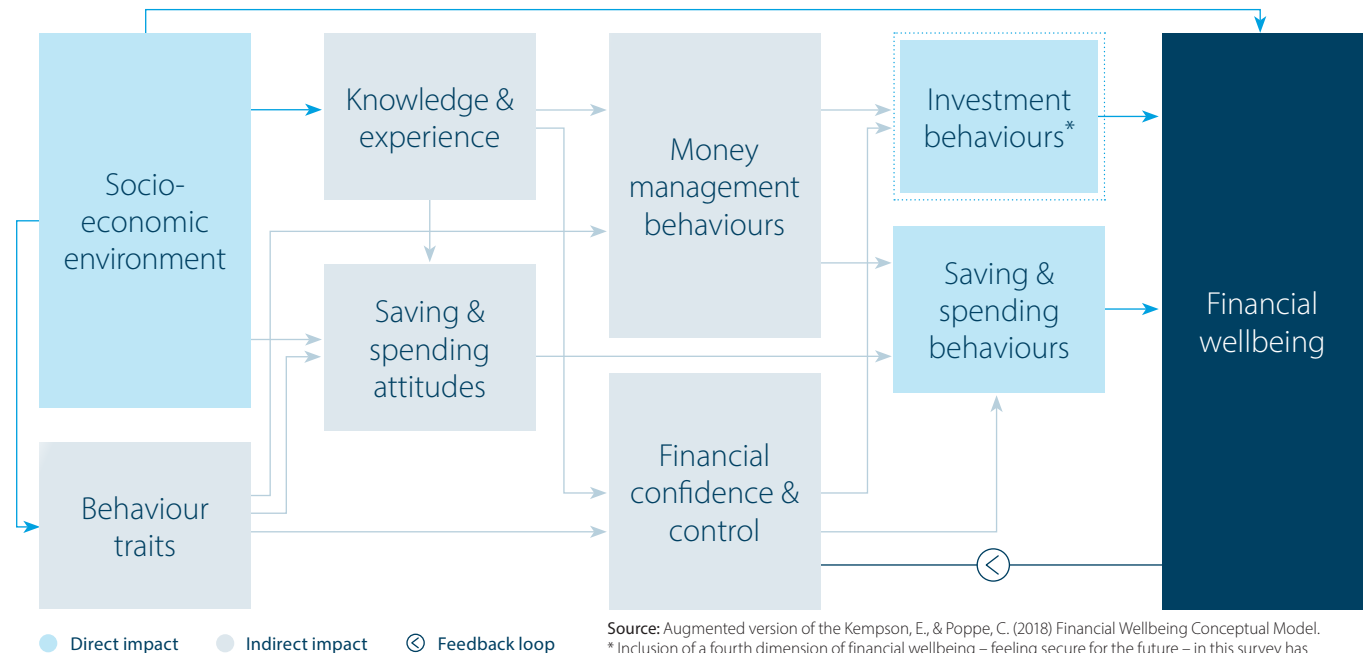 Socio-
economic
environment
Knowledge &
experience
Money
management
behaviours
Investment
behaviours*
Financial
wellbeing
Saving &
spending
attitudes
Saving &
spending
behaviours
Behaviour
traits
Financial
confidence &
control
Direct impact
Indirect impact
Feedback loop
Source: Augmented version of the Kempson, E., & Poppe, C. (2018) Financial Wellbeing Conceptual Model.
* Inclusion of a fourth dimension of financial wellbeing – feeling secure for the future – in this survey has